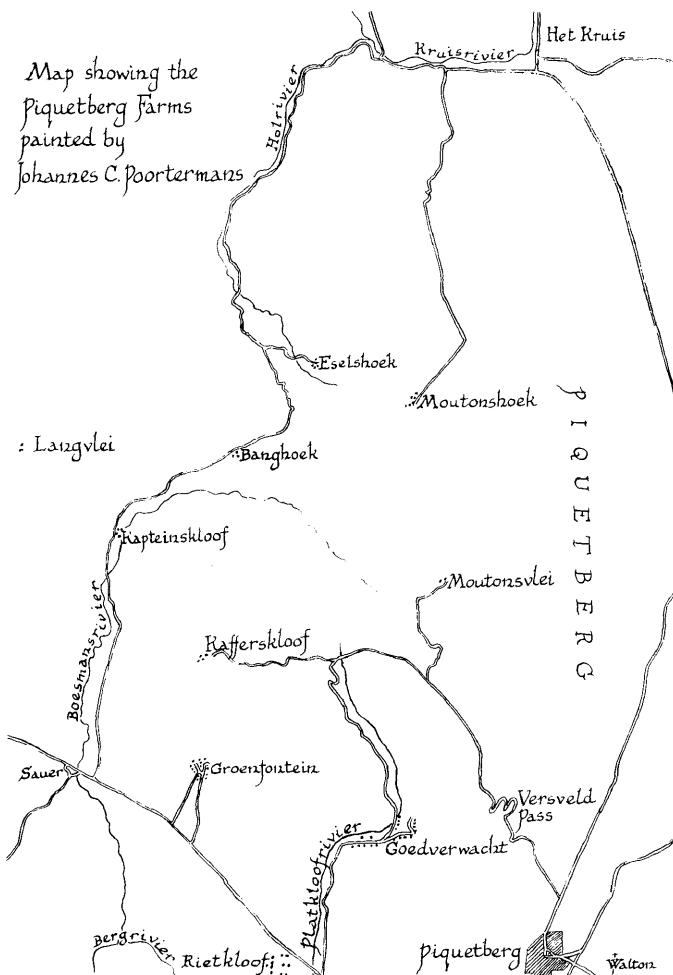 Map showing the
Piquetberg Farms
painted by
Johannes C. Poortermans
Het Kruis
Kruisrivier
Holrivier
Eselshoek
Moutonshoek
Langvlei
Banghoek
PIQUETBERG
Kapteinskloof
Moutonsvlei
Kafferskloof
Boesmansrivier
Sauer
Groenfontein
Versveld
Pass
Platkloofrivier
Goedverwacht
Bergrivier
Rietkloof
Piquetberg
Walton